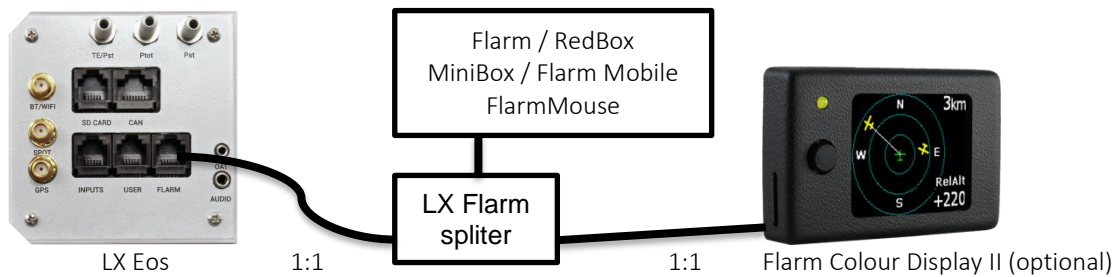 TE/Pst
Ptot
Pst
BT/WIFI
SD CARD
CAN
SPOT
GPS
INPUTS
USER
FLARM
OAT
AUDIO
Flarm / RedBox
MiniBox / Flarm Mobile
FlarmMouse
LX Flarm
spliter
N
3km
W
E
RelAlt
S
+220
LX Eos
1:1
1:1
Flarm Colour Display II (optional)